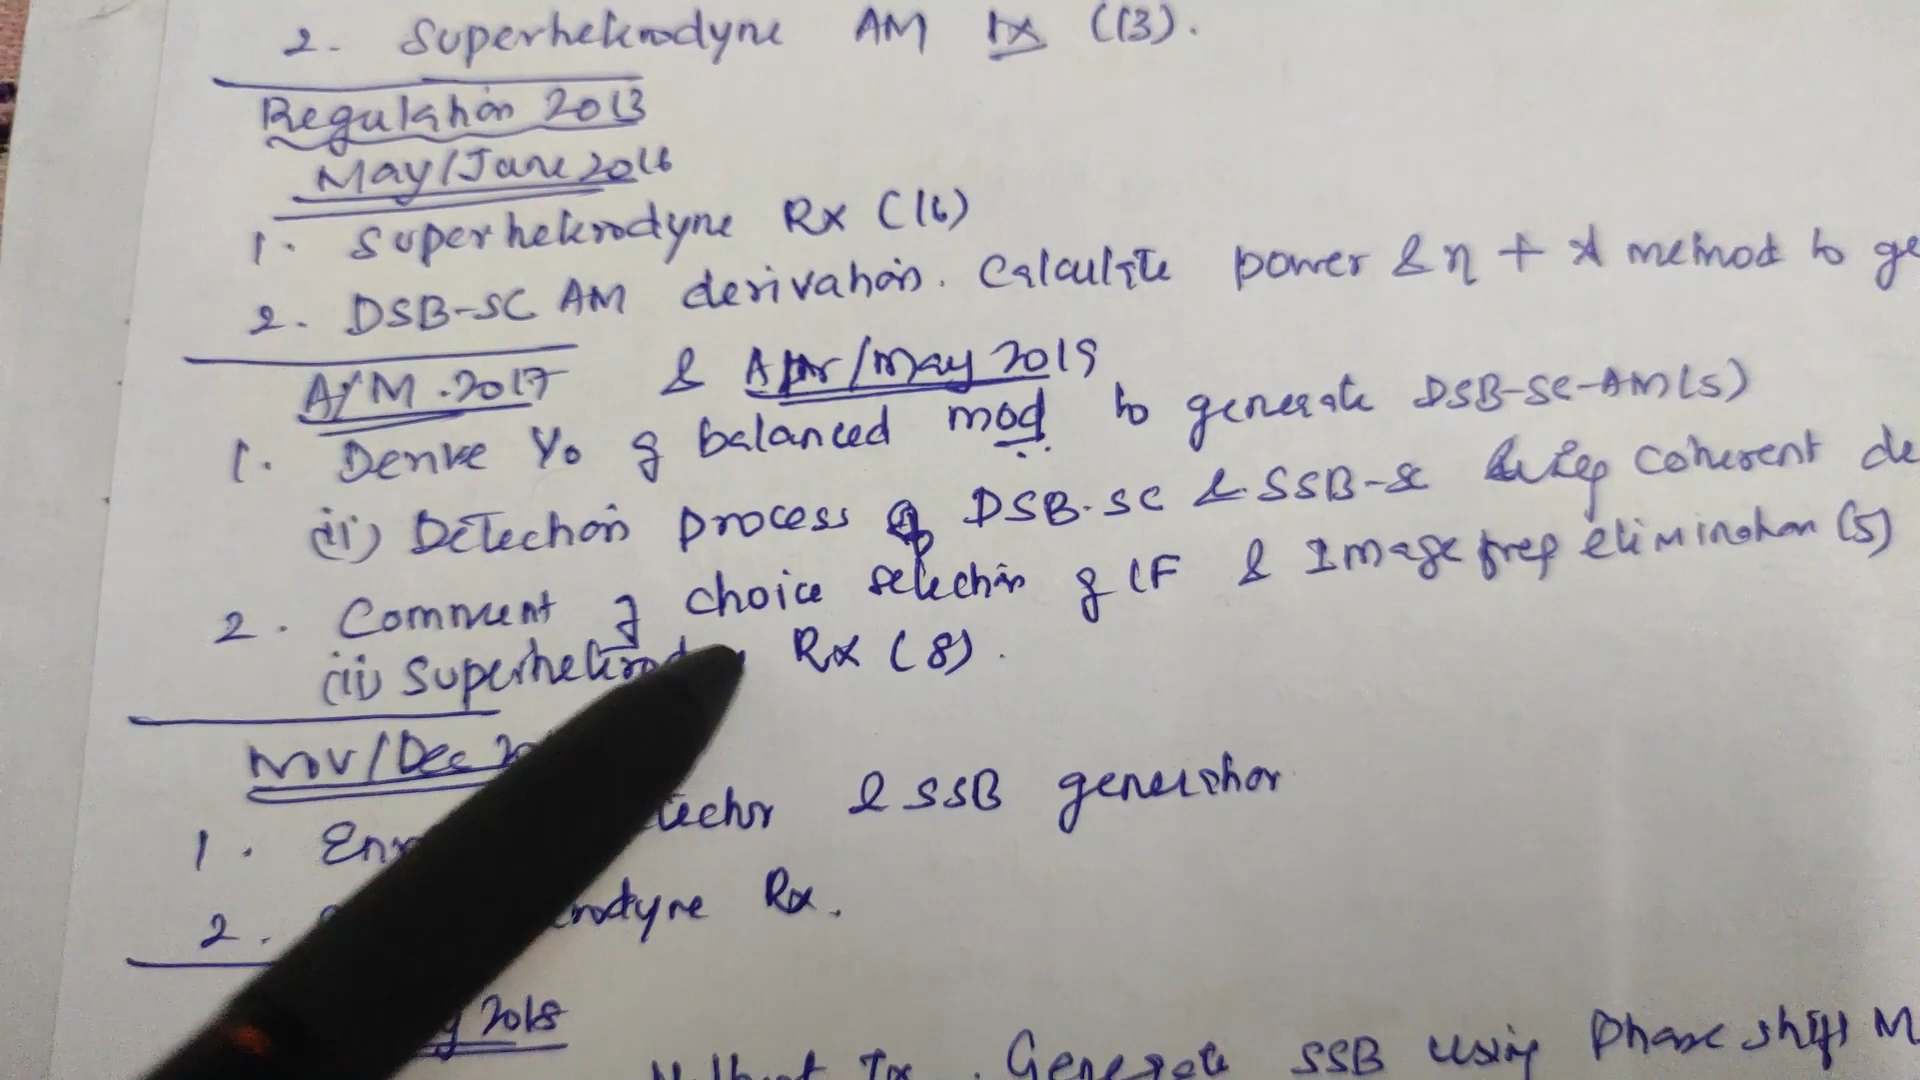 2. Superheterodyne AM Rx (13).
Regulation 2013
May/June 2016
1. Superheterodyne Rx (16)
2. DSB-SC AM derivation. Calculate power & η + method to ge
A/M. 2017 & Apr/May 2019
1. Derive Vo of balanced mod to generate DSB-SC-AM(5)
(ii) Detection process of DSB-SC & SSB-SC using coherent de
2. Comment of choice selection of IF & Image freq elimination (5)
(ii) Superheterody Rx (8).
Nov/Dec 20
1. tector & SSB generation
2. rodyne Rx.
2018
Tx. Generate SSB using Phase shift M